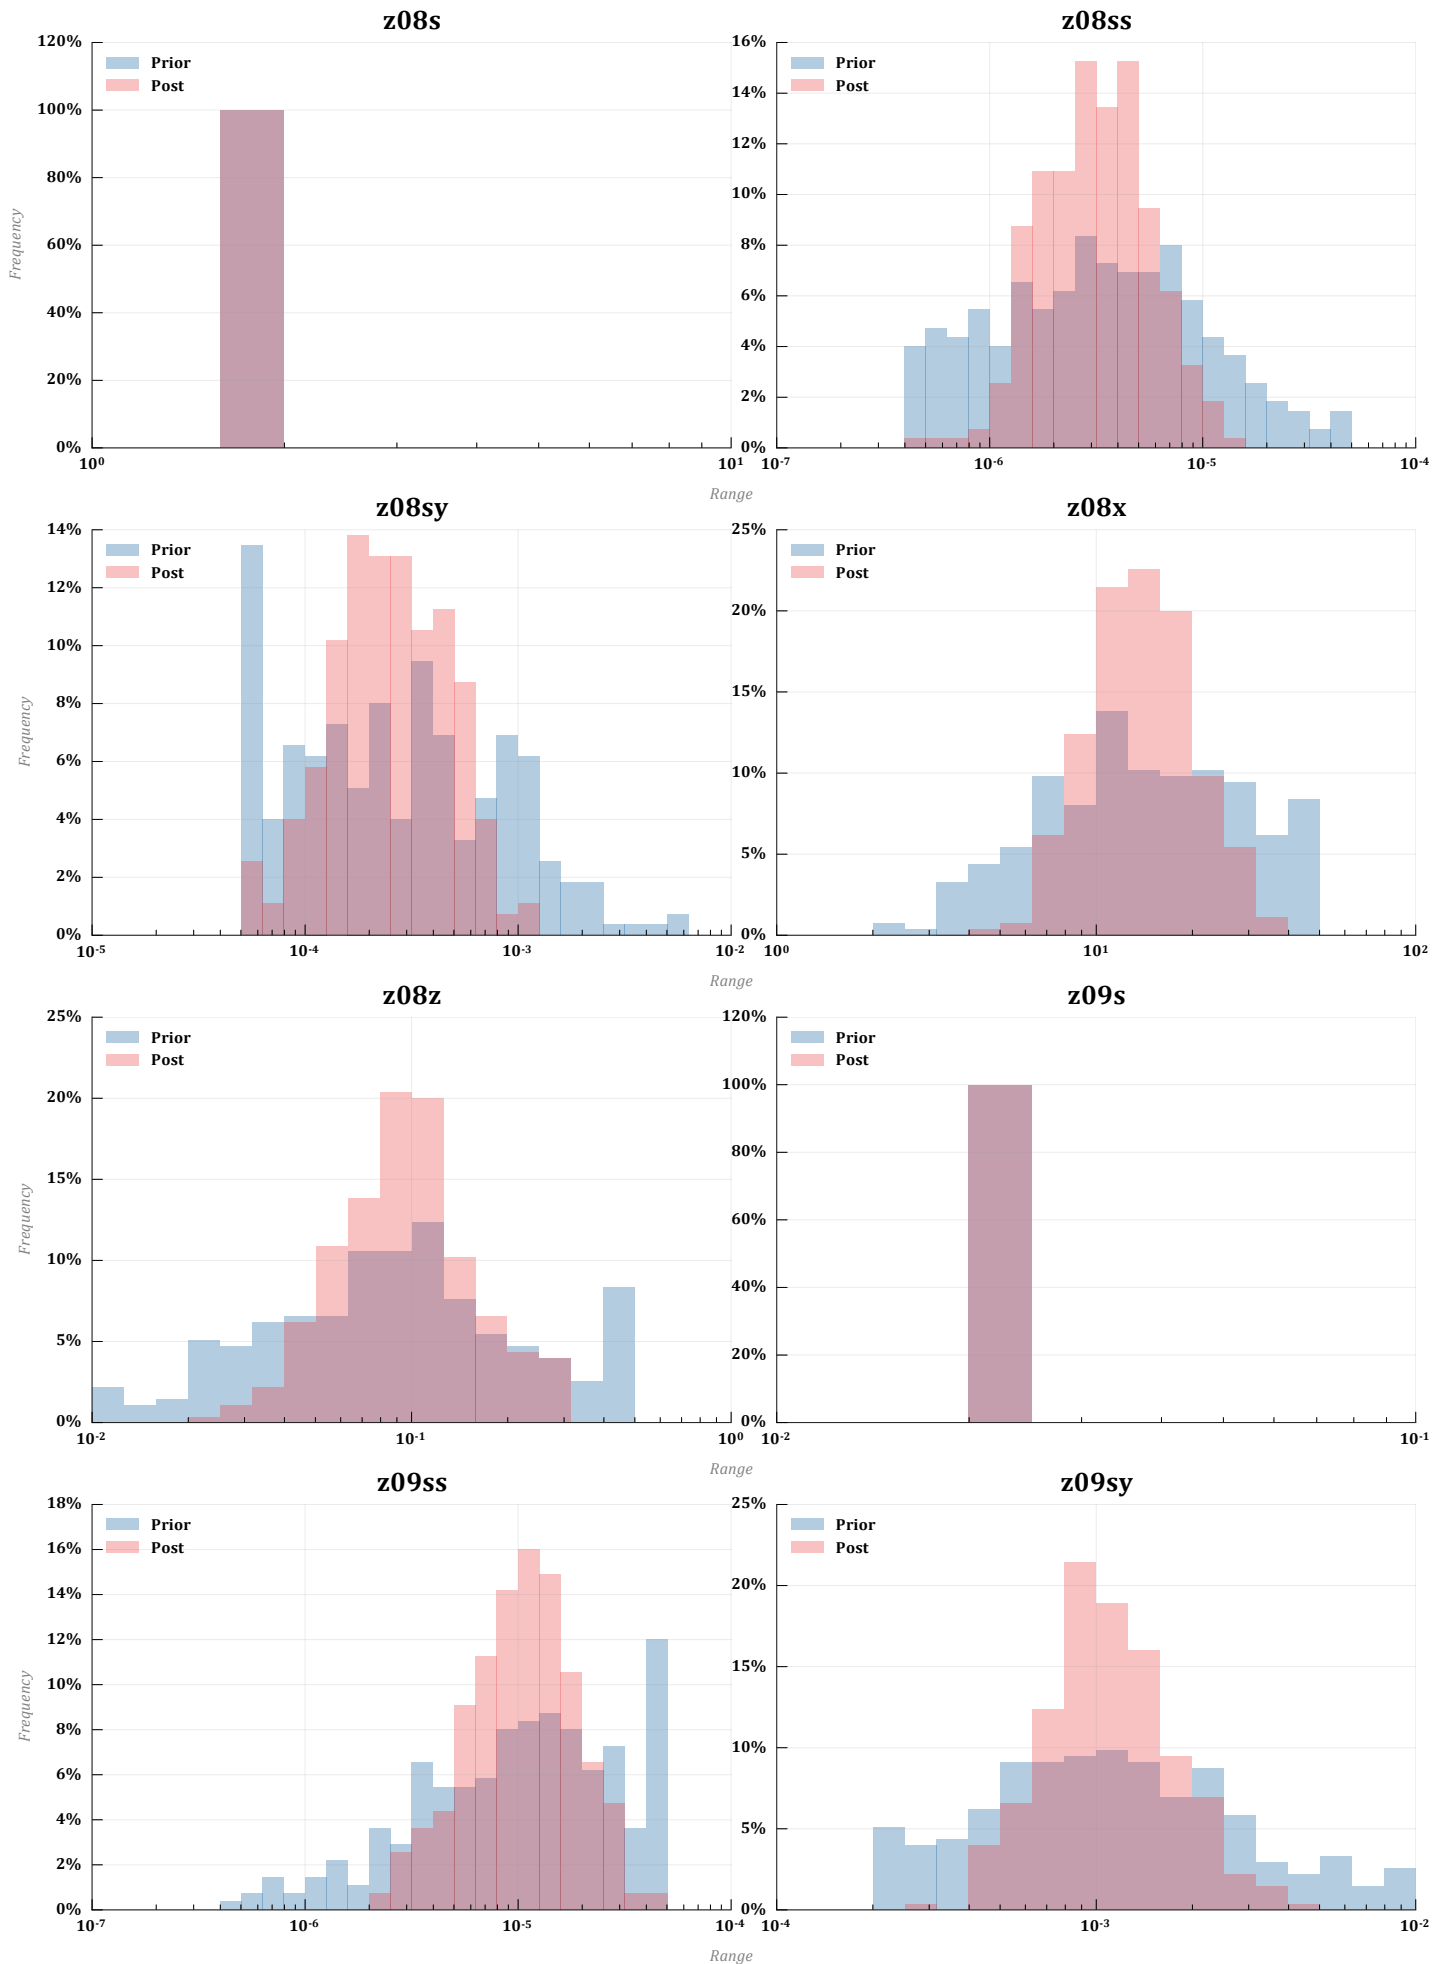 z08s
120%
100%
80%
60%
40%
20%
0%
Frequency
Prior
Post
10⁰
10¹
z08ss
16%
14%
12%
10%
8%
6%
4%
2%
0%
Prior
Post
10⁻⁷
10⁻⁶
10⁻⁵
10⁻⁴
Range
z08sy
14%
12%
10%
8%
6%
4%
2%
0%
Frequency
Prior
Post
10⁻⁵
10⁻⁴
10⁻³
10⁻²
z08x
25%
20%
15%
10%
5%
0%
Prior
Post
10⁰
10¹
10²
Range
z08z
25%
20%
15%
10%
5%
0%
Frequency
Prior
Post
10⁻²
10⁻¹
10⁰
z09s
120%
100%
80%
60%
40%
20%
0%
Prior
Post
10⁻²
10⁻¹
Range
z09ss
18%
16%
14%
12%
10%
8%
6%
4%
2%
0%
Frequency
Prior
Post
10⁻⁷
10⁻⁶
10⁻⁵
10⁻⁴
z09sy
25%
20%
15%
10%
5%
0%
Prior
Post
10⁻⁴
10⁻³
10⁻²
Range